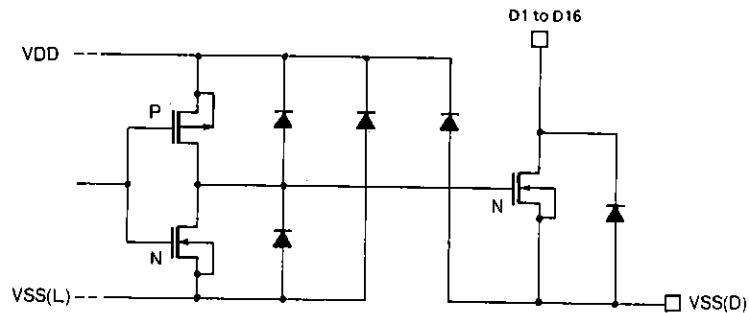 D1 to D16
VDD
P
N
N
VSS(L)
VSS(D)